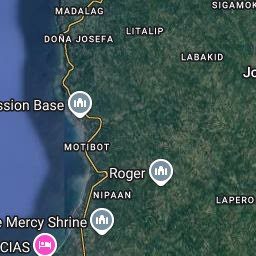 MADALAG
SIGAMOK
LITALIP
DOÑA JOSEFA
LABAKID
Jo
ssion Base
MOTIBOT
Roger
NIPAAN
LAPERO
e Mercy Shrine
CIAS